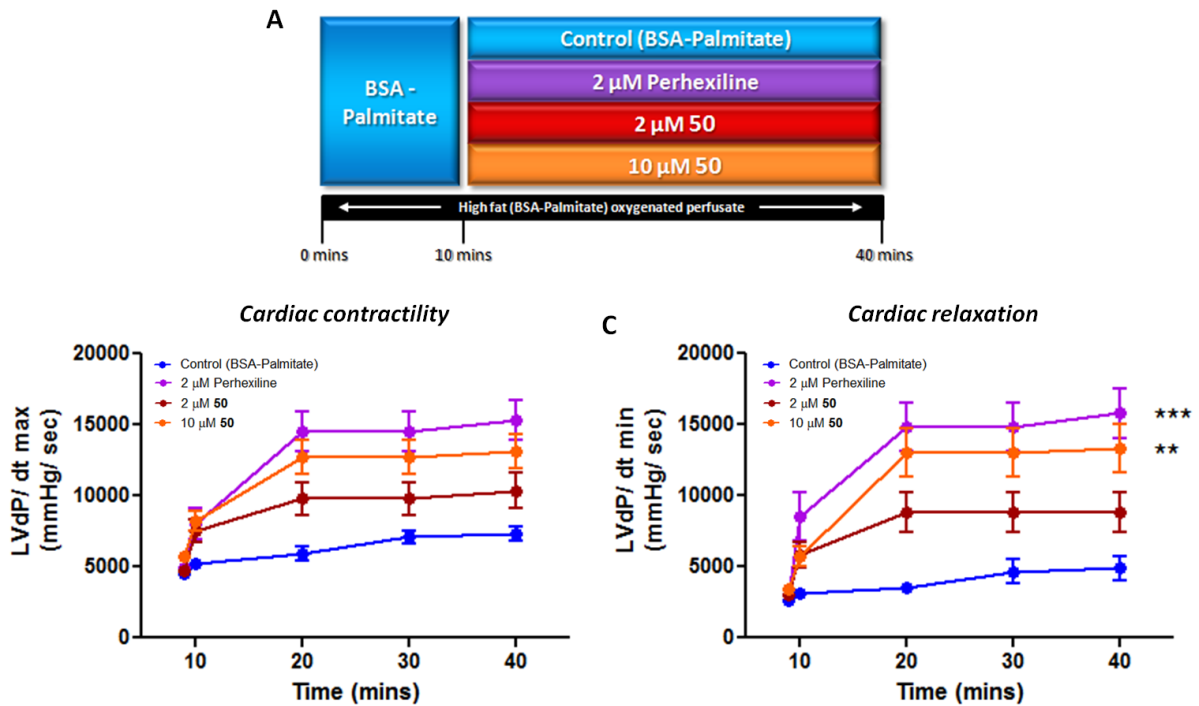 A
BSA -
Palmitate
Control (BSA-Palmitate)
2 µM Perhexiline
2 µM 50
10 µM 50
High fat (BSA-Palmitate) oxygenated perfusate
0 mins
10 mins
40 mins
Cardiac contractility
20000
15000
10000
5000
0
LVdP/ dt max
(mmHg/ sec)
Control (BSA-Palmitate)
2 µM Perhexiline
2 µM 50
10 µM 50
10
20
30
40
Time (mins)
C
Cardiac relaxation
20000
15000
10000
5000
0
LVdP/ dt min
(mmHg/ sec)
Control (BSA-Palmitate)
2 µM Perhexiline
2 µM 50
10 µM 50
***
**
10
20
30
40
Time (mins)